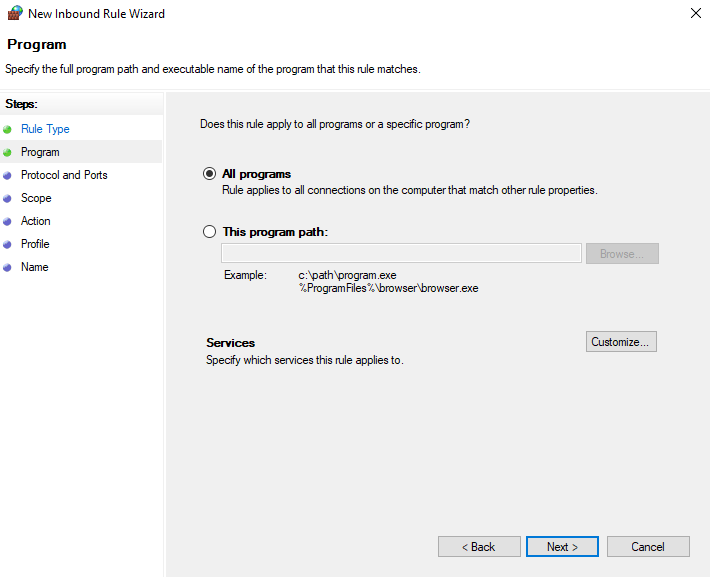 New Inbound Rule Wizard
Program
Specify the full program path and executable name of the program that this rule matches.
Steps:
Rule Type
Program
Protocol and Ports
Scope
Action
Profile
Name
Does this rule apply to all programs or a specific program?
All programs
Rule applies to all connections on the computer that match other rule properties.
This program path:
Browse...
Example:
c:\path\program.exe
%ProgramFiles%\browser\browser.exe
Services
Customize...
Specify which services this rule applies to.
< Back
Next >
Cancel